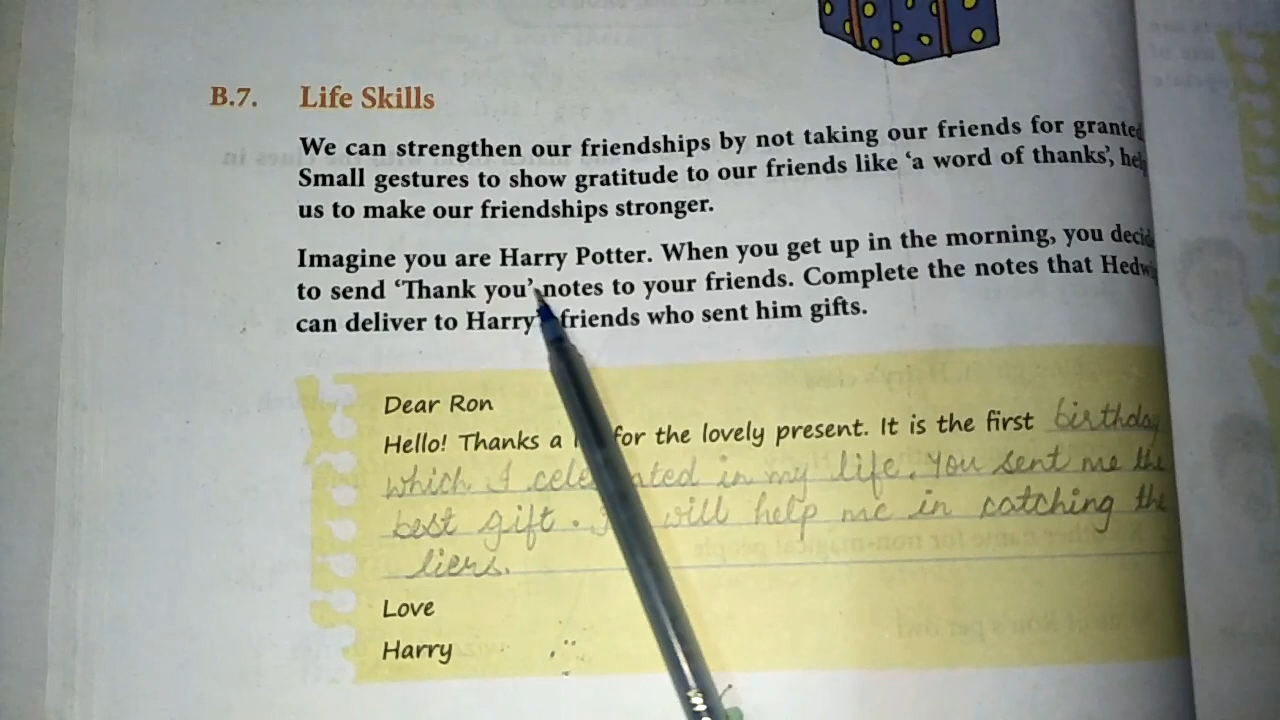 B.7. Life Skills
We can strengthen our friendships by not taking our friends for granted
Small gestures to show gratitude to our friends like ‘a word of thanks’, help
us to make our friendships stronger.
Imagine you are Harry Potter. When you get up in the morning, you decide
to send ‘Thank you’ notes to your friends. Complete the notes that Hedwig
can deliver to Harry's friends who sent him gifts.
Dear Ron
Hello! Thanks a for the lovely present. It is the first birthday
which I celebrated in my life. You sent me the
best gift. will help me in catching the
liers.
Love
Harry